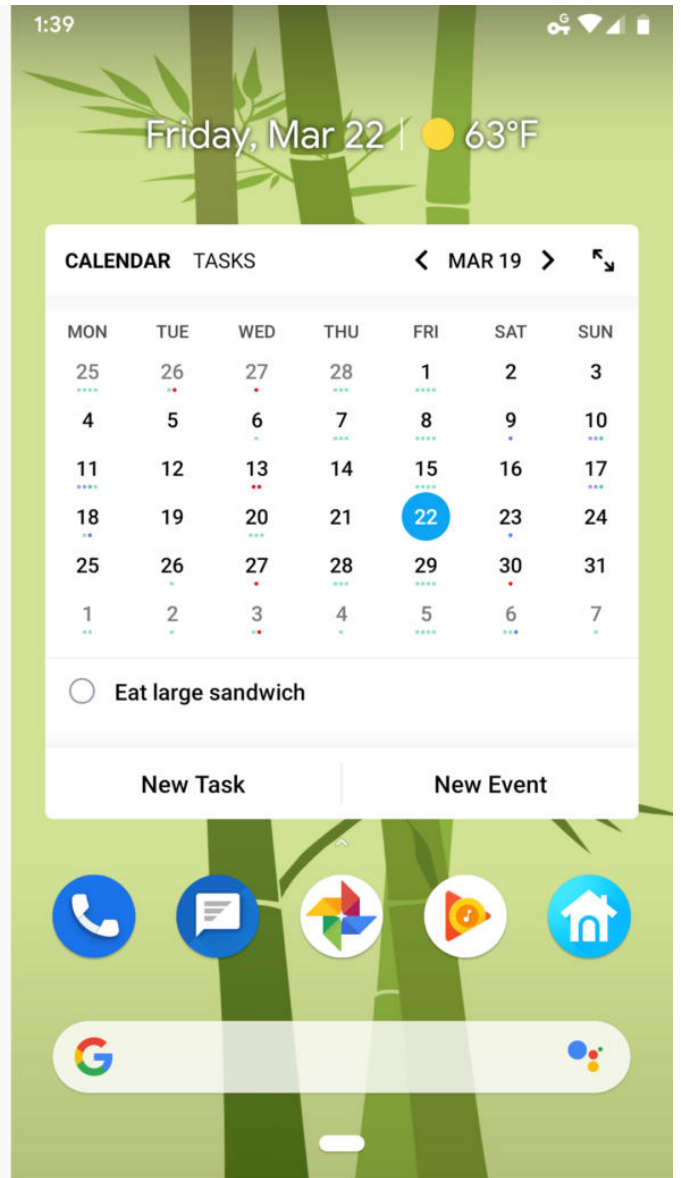 1:39 G
Friday, Mar 22 | 63°F
CALENDAR TASKS < MAR 19 >
MON TUE WED THU FRI SAT SUN
25 26 27 28 1 2 3
4 5 6 7 8 9 10
11 12 13 14 15 16 17
18 19 20 21 22 23 24
25 26 27 28 29 30 31
1 2 3 4 5 6 7
Eat large sandwich
New Task New Event
G